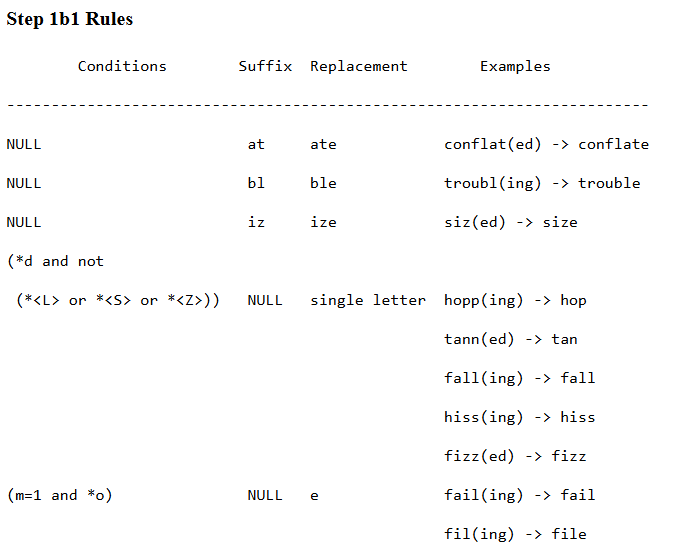 Step 1b1 Rules
Conditions Suffix Replacement Examples
------------------------------------------------------------------------
NULL at ate conflat(ed) -> conflate
NULL bl ble troubl(ing) -> trouble
NULL iz ize siz(ed) -> size
(*d and not
(*<L> or *<S> or *<Z>)) NULL single letter hopp(ing) -> hop
tann(ed) -> tan
fall(ing) -> fall
hiss(ing) -> hiss
fizz(ed) -> fizz
(m=1 and *o) NULL e fail(ing) -> fail
fil(ing) -> file